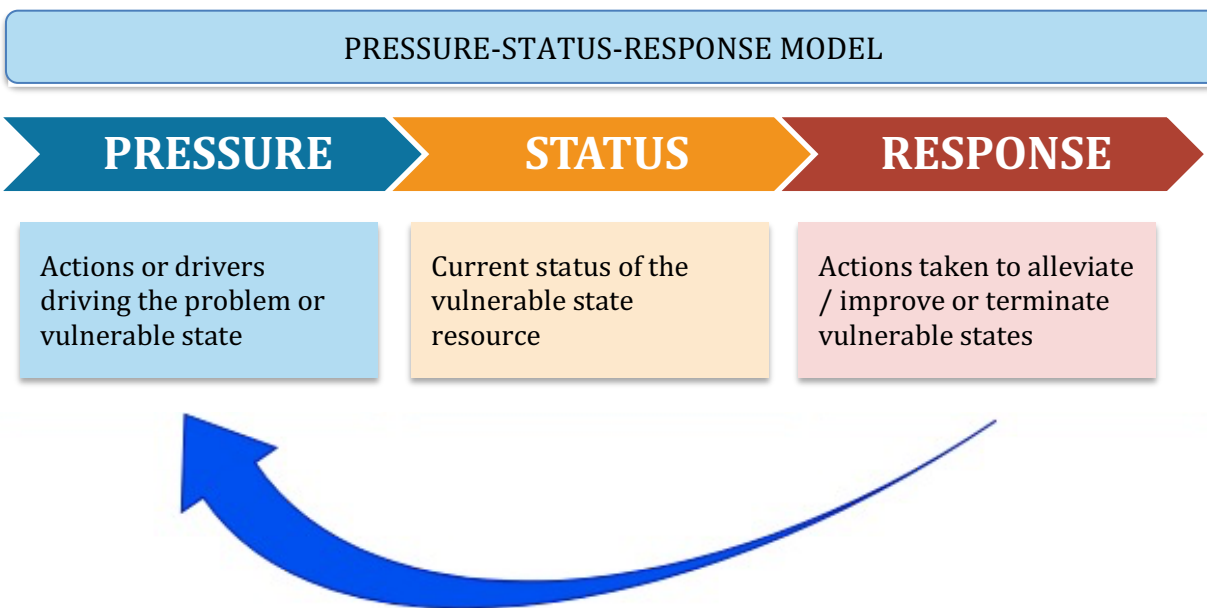 PRESSURE-STATUS-RESPONSE MODEL
PRESSURE
STATUS
RESPONSE
Actions or drivers
driving the problem or
vulnerable state
Current status of the
vulnerable state
resource
Actions taken to alleviate
/ improve or terminate
vulnerable states